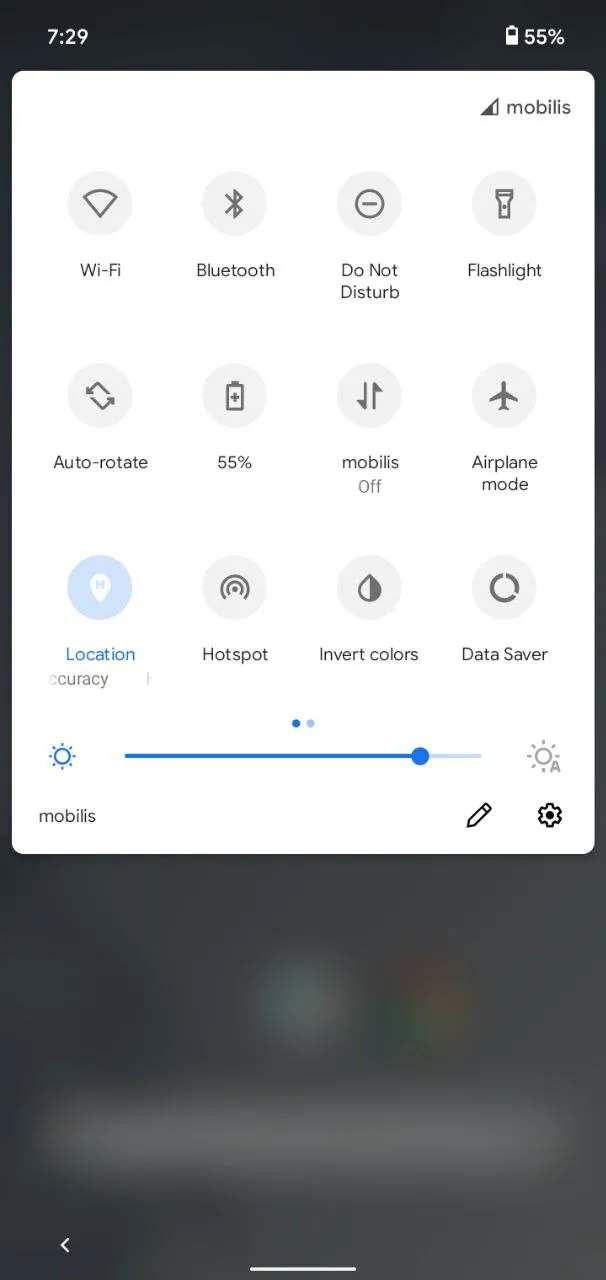 7:29
55%
mobilis
Wi-Fi
Bluetooth
Do Not
Disturb
Flashlight
Auto-rotate
55%
mobilis
Off
Airplane
mode
Location
ccuracy
H
Hotspot
Invert colors
Data Saver
A
mobilis